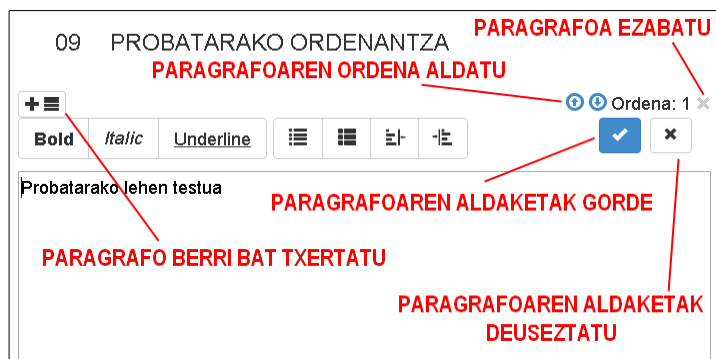 09 PROBATARAKO ORDENANTZA
PARAGRAFOA EZABATU
PARAGRAFOAREN ORDENA ALDATU
Ordena: 1
Bold Italic Underline
Probatarako lehen testua
PARAGRAFOAREN ALDAKETAK GORDE
PARAGRAFO BERRI BAT TXERTATU
PARAGRAFOAREN ALDAKETAK
DEUSEZTATU